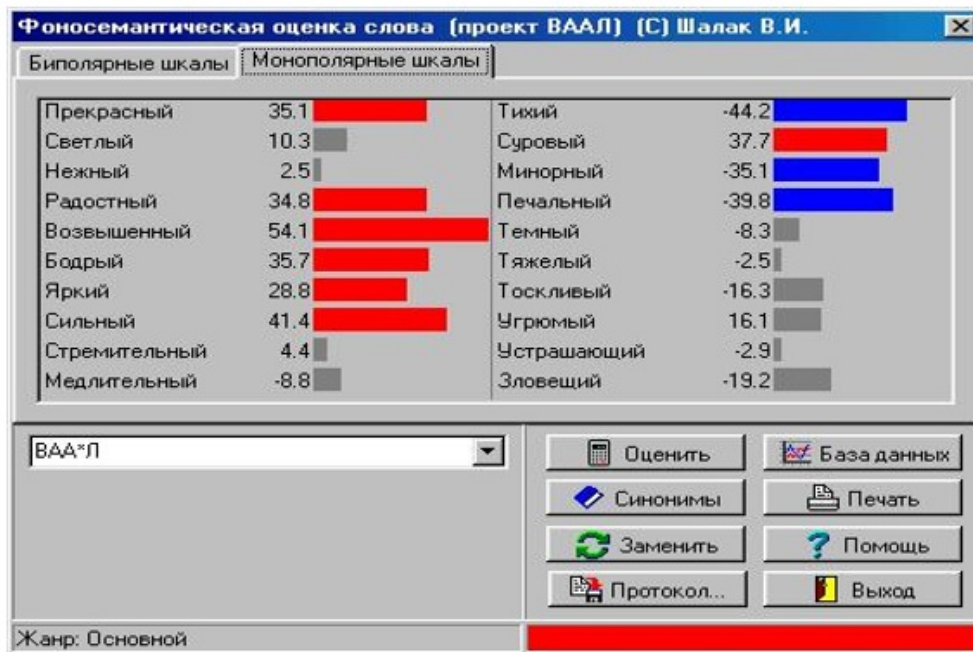 Фоносемантическая оценка слова (проект ВААЛ) (C) Шалак В.И.
Биполярные шкалы Монополярные шкалы
Прекрасный 35.1 Тихий -44.2
Светлый 10.3 Суровый 37.7
Нежный 2.5 Минорный -35.1
Радостный 34.8 Печальный -39.8
Возвышенный 54.1 Темный -8.3
Бодрый 35.7 Тяжелый -2.5
Яркий 28.8 Тоскливый -16.3
Сильный 41.4 Угрюмый 16.1
Стремительный 4.4 Устрашающий -2.9
Медлительный -8.8 Зловещий -19.2
ВАА*Л Оценить База данных
Синонимы Печать
Заменить Помощь
Протокол... Выход
Жанр: Основной